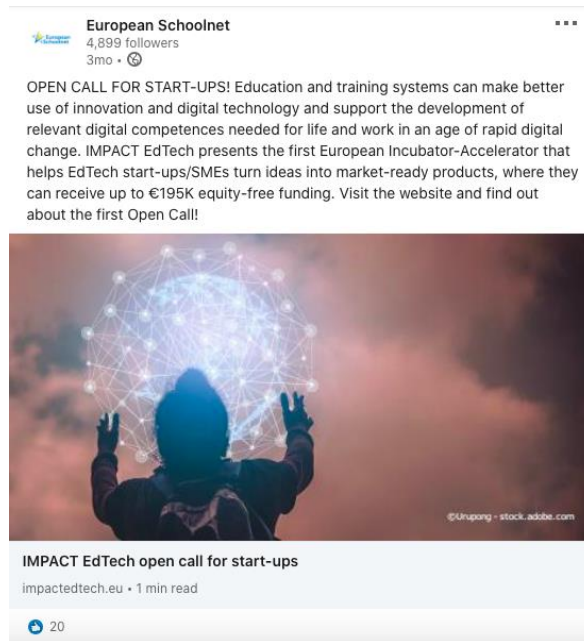 European Schoolnet
European
Schoolnet
4,899 followers
3mo •
OPEN CALL FOR START-UPS! Education and training systems can make better
use of innovation and digital technology and support the development of
relevant digital competences needed for life and work in an age of rapid digital
change. IMPACT EdTech presents the first European Incubator-Accelerator that
helps EdTech start-ups/SMEs turn ideas into market-ready products, where they
can receive up to €195K equity-free funding. Visit the website and find out
about the first Open Call!
©Urupong - stock.adobe.com
IMPACT EdTech open call for start-ups
impactedtech.eu • 1 min read
20